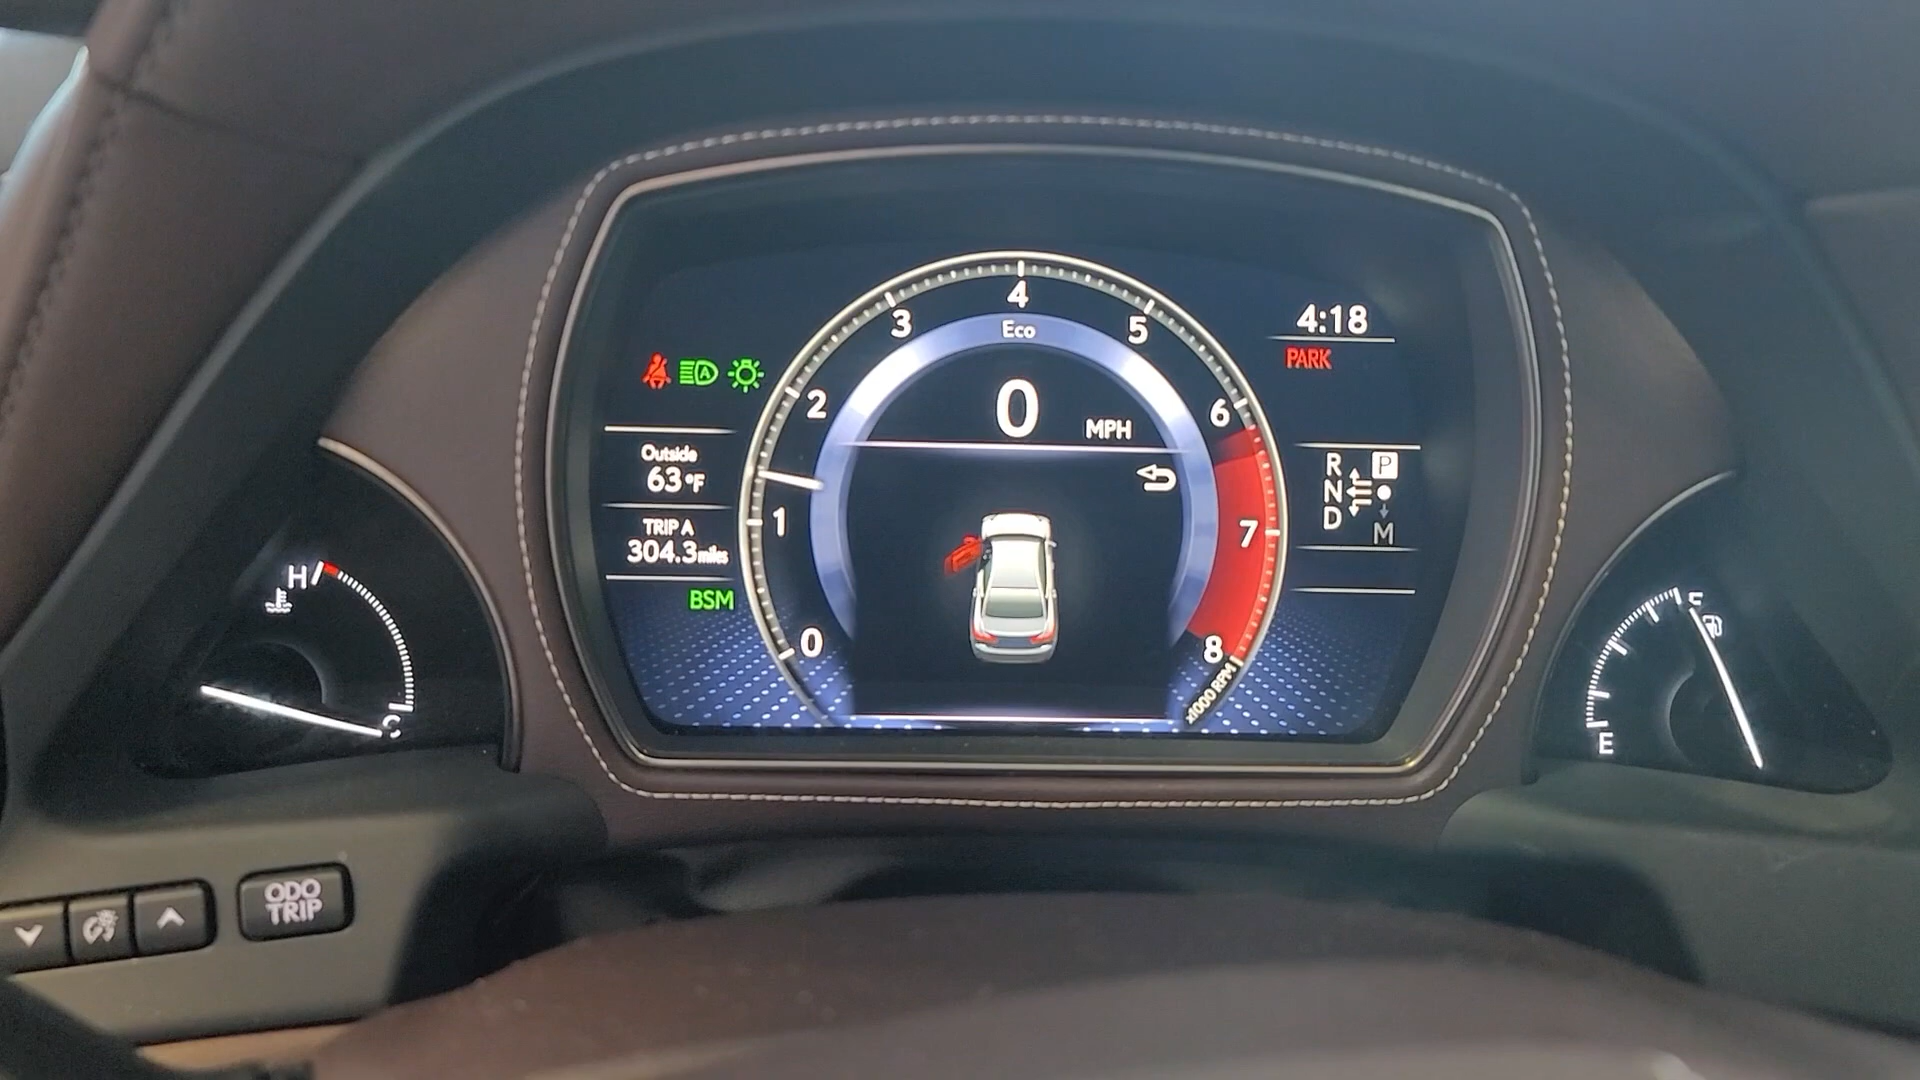 4:18
PARK
3
4
5
Eco
2
6
0
MPH
Outside
63°F
1
7
TRIP A
304.3miles
BSM
0
8
x1000 RPM
A
R
P
N
D
M
H
C
F
E
ODO
TRIP